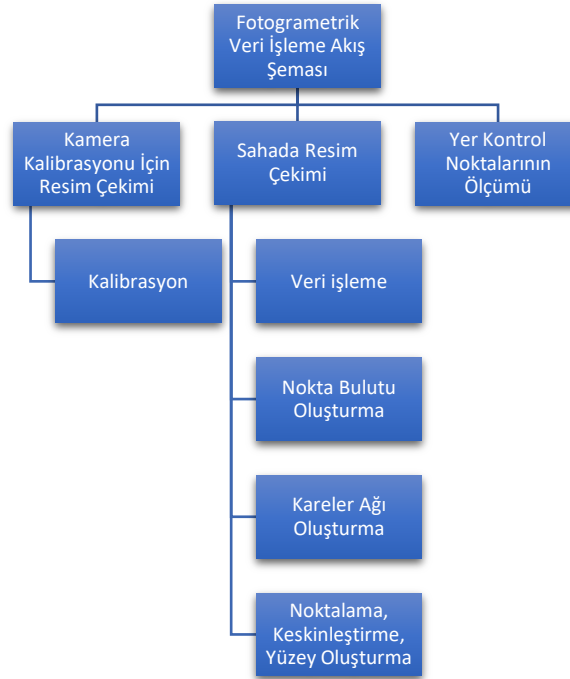 Fotogrametrik
Veri İşleme Akış
Şeması
Kamera
Kalibrasyonu İçin
Resim Çekimi
Sahada Resim
Çekimi
Yer Kontrol
Noktalarının
Ölçümü
Kalibrasyon
Veri işleme
Nokta Bulutu
Oluşturma
Kareler Ağı
Oluşturma
Noktalama,
Keskinleştirme,
Yüzey Oluşturma